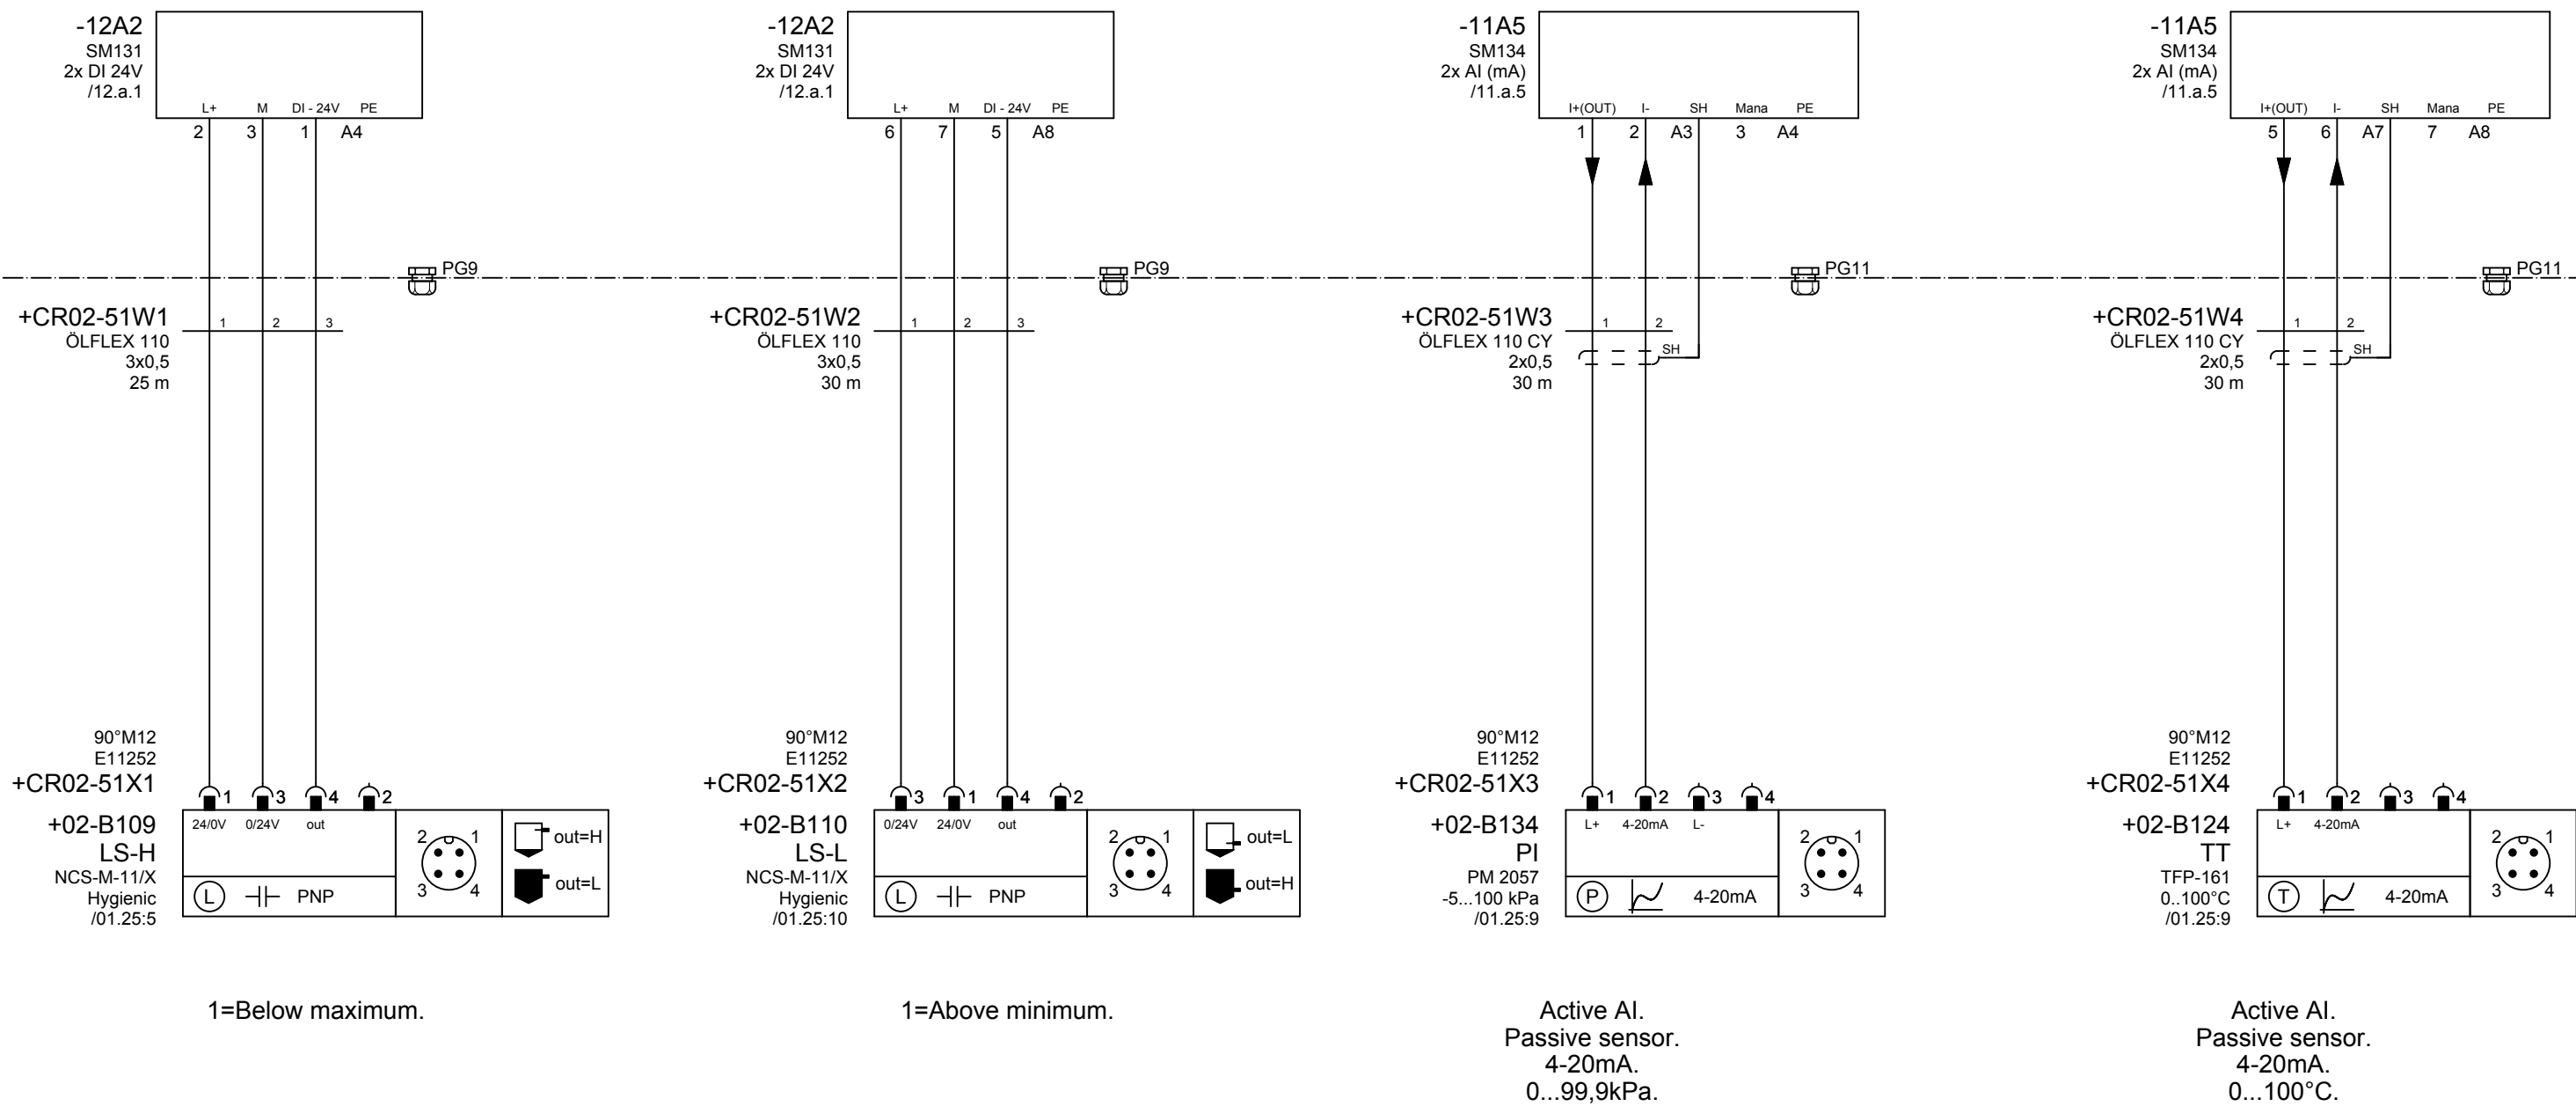 -12A2
SM131
2x DI 24V
/12.a.1
L+ M DI - 24V PE
2 3 1 A4
PG9
+CR02-51W1
ÖLFLEX 110
3x0,5
25 m
1 2 3
90°M12
E11252
+CR02-51X1
1 3 4 2
+02-B109
LS-H
NCS-M-11/X
Hygienic
/01.25:5
24/0V 0/24V out
L PNP
2 1
3 4
out=H
out=L
1=Below maximum.
-12A2
SM131
2x DI 24V
/12.a.1
L+ M DI - 24V PE
6 7 5 A8
PG9
+CR02-51W2
ÖLFLEX 110
3x0,5
30 m
1 2 3
90°M12
E11252
+CR02-51X2
3 1 4 2
+02-B110
LS-L
NCS-M-11/X
Hygienic
/01.25:10
0/24V 24/0V out
L PNP
2 1
3 4
out=L
out=H
1=Above minimum.
-11A5
SM134
2x AI (mA)
/11.a.5
I+(OUT) I- SH Mana PE
1 2 A3 3 A4
PG11
+CR02-51W3
ÖLFLEX 110 CY
2x0,5
30 m
1 2
SH
90°M12
E11252
+CR02-51X3
1 2 3 4
+02-B134
PI
PM 2057
-5...100 kPa
/01.25:9
L+ 4-20mA L-
P 4-20mA
2 1
3 4
Active AI.
Passive sensor.
4-20mA.
0...99,9kPa.
-11A5
SM134
2x AI (mA)
/11.a.5
I+(OUT) I- SH Mana PE
5 6 A7 7 A8
PG11
+CR02-51W4
ÖLFLEX 110 CY
2x0,5
30 m
1 2
SH
90°M12
E11252
+CR02-51X4
1 2 3 4
+02-B124
TT
TFP-161
0..100°C
/01.25:9
L+ 4-20mA
T 4-20mA
2 1
3 4
Active AI.
Passive sensor.
4-20mA.
0...100°C.